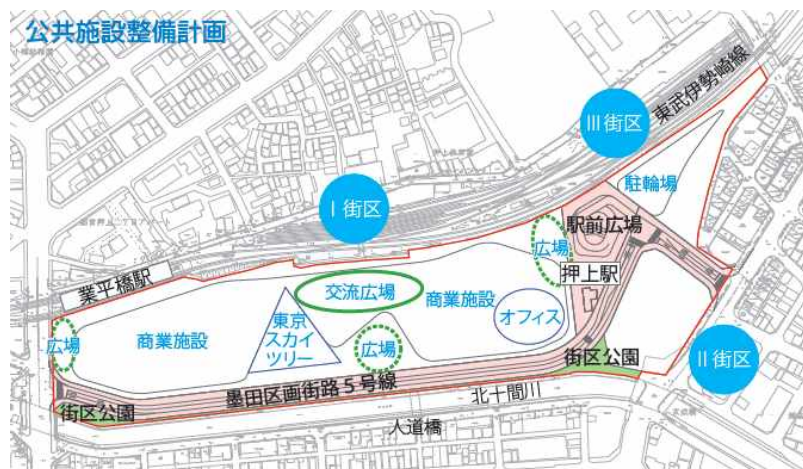 公共施設整備計画
東武伊勢崎線
III街区
駐輪場
I街区
駅前広場
広場
押上駅
業平橋駅
交流広場
商業施設
オフィス
東京
スカイ
ツリー
広場
商業施設
広場
街区公園
II街区
墨田区画街路5号線
北十間川
街区公園
人道橋